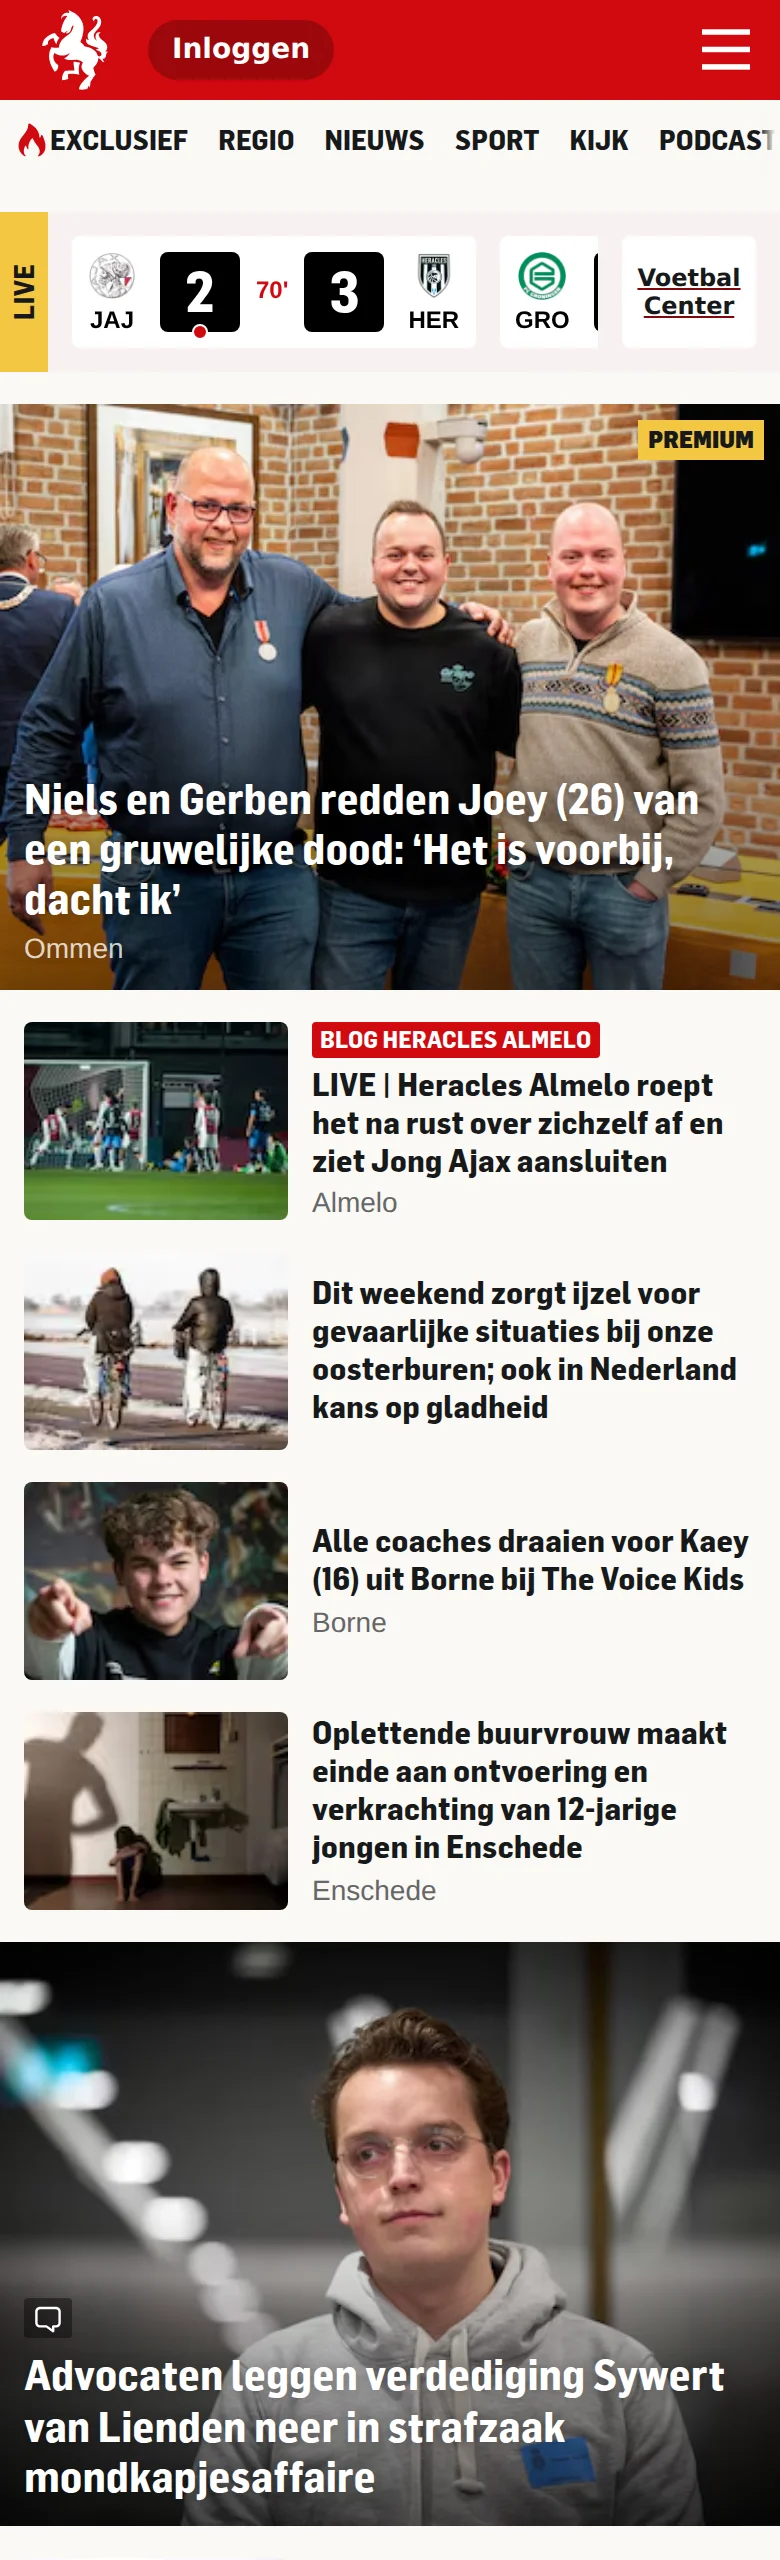 Inloggen
EXCLUSIEF REGIO NIEUWS SPORT KIJK PODCAST
LIVE
JAJ 2 70' 3 HER
GRO
Voetbal
Center
PREMIUM
Niels en Gerben redden Joey (26) van
een gruwelijke dood: ‘Het is voorbij,
dacht ik’
Ommen
BLOG HERACLES ALMELO
LIVE | Heracles Almelo roept
het na rust over zichzelf af en
ziet Jong Ajax aansluiten
Almelo
Dit weekend zorgt ijzel voor
gevaarlijke situaties bij onze
oosterburen; ook in Nederland
kans op gladheid
Alle coaches draaien voor Kaey
(16) uit Borne bij The Voice Kids
Borne
Oplettende buurvrouw maakt
einde aan ontvoering en
verkrachting van 12-jarige
jongen in Enschede
Enschede
Advocaten leggen verdediging Sywert
van Lienden neer in strafzaak
mondkapjesaffaire